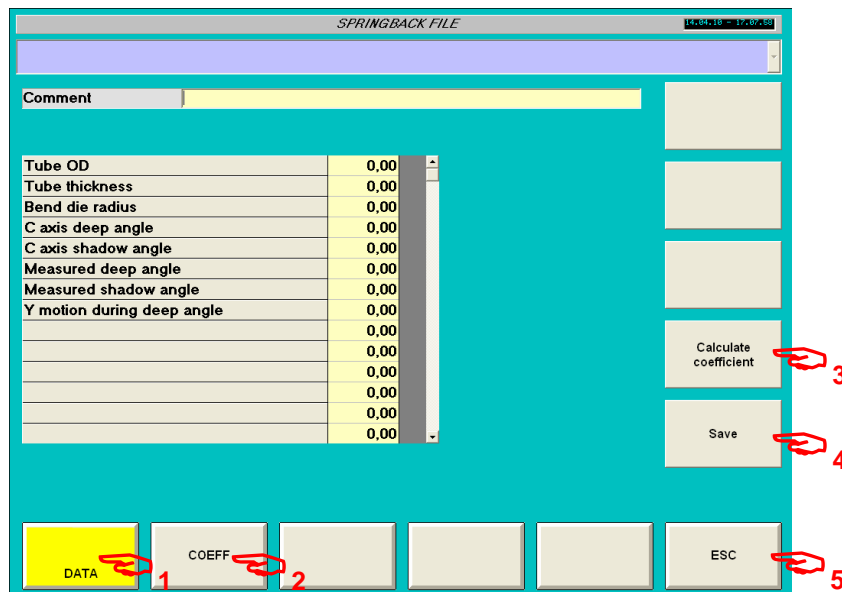 SPRINGBACK FILE
14.04.10 - 17.07.58
Comment
Tube OD 0,00
Tube thickness 0,00
Bend die radius 0,00
C axis deep angle 0,00
C axis shadow angle 0,00
Measured deep angle 0,00
Measured shadow angle 0,00
Y motion during deep angle 0,00
0,00
0,00
0,00
0,00
0,00
0,00
Calculate
coefficient
3
Save
4
DATA
1
COEFF
2
ESC
5